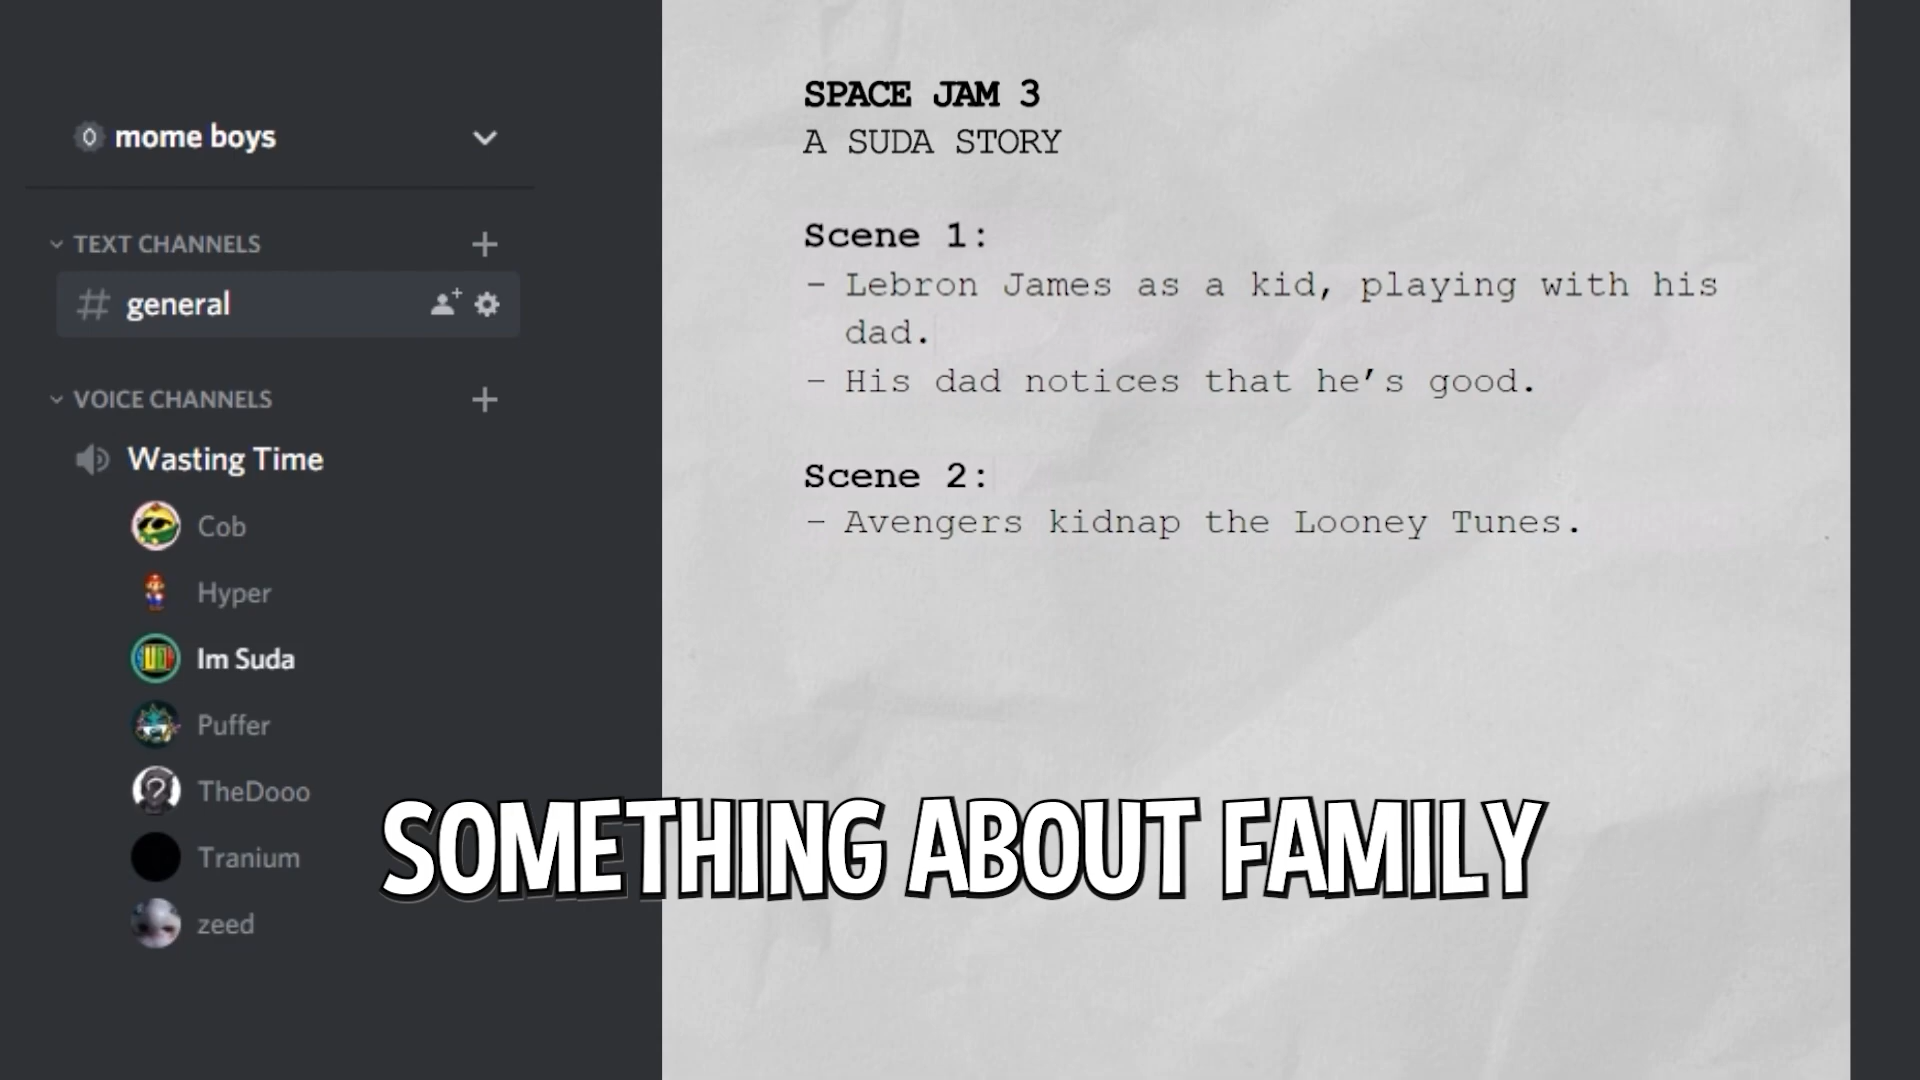 mome boys
TEXT CHANNELS
# general
VOICE CHANNELS
Wasting Time
Cob
Hyper
Im Suda
Puffer
TheDooo
Tranium
zeed
SPACE JAM 3
A SUDA STORY
Scene 1:
- Lebron James as a kid, playing with his
dad.
- His dad notices that he's good.
Scene 2:
- Avengers kidnap the Looney Tunes.
SOMETHING ABOUT FAMILY